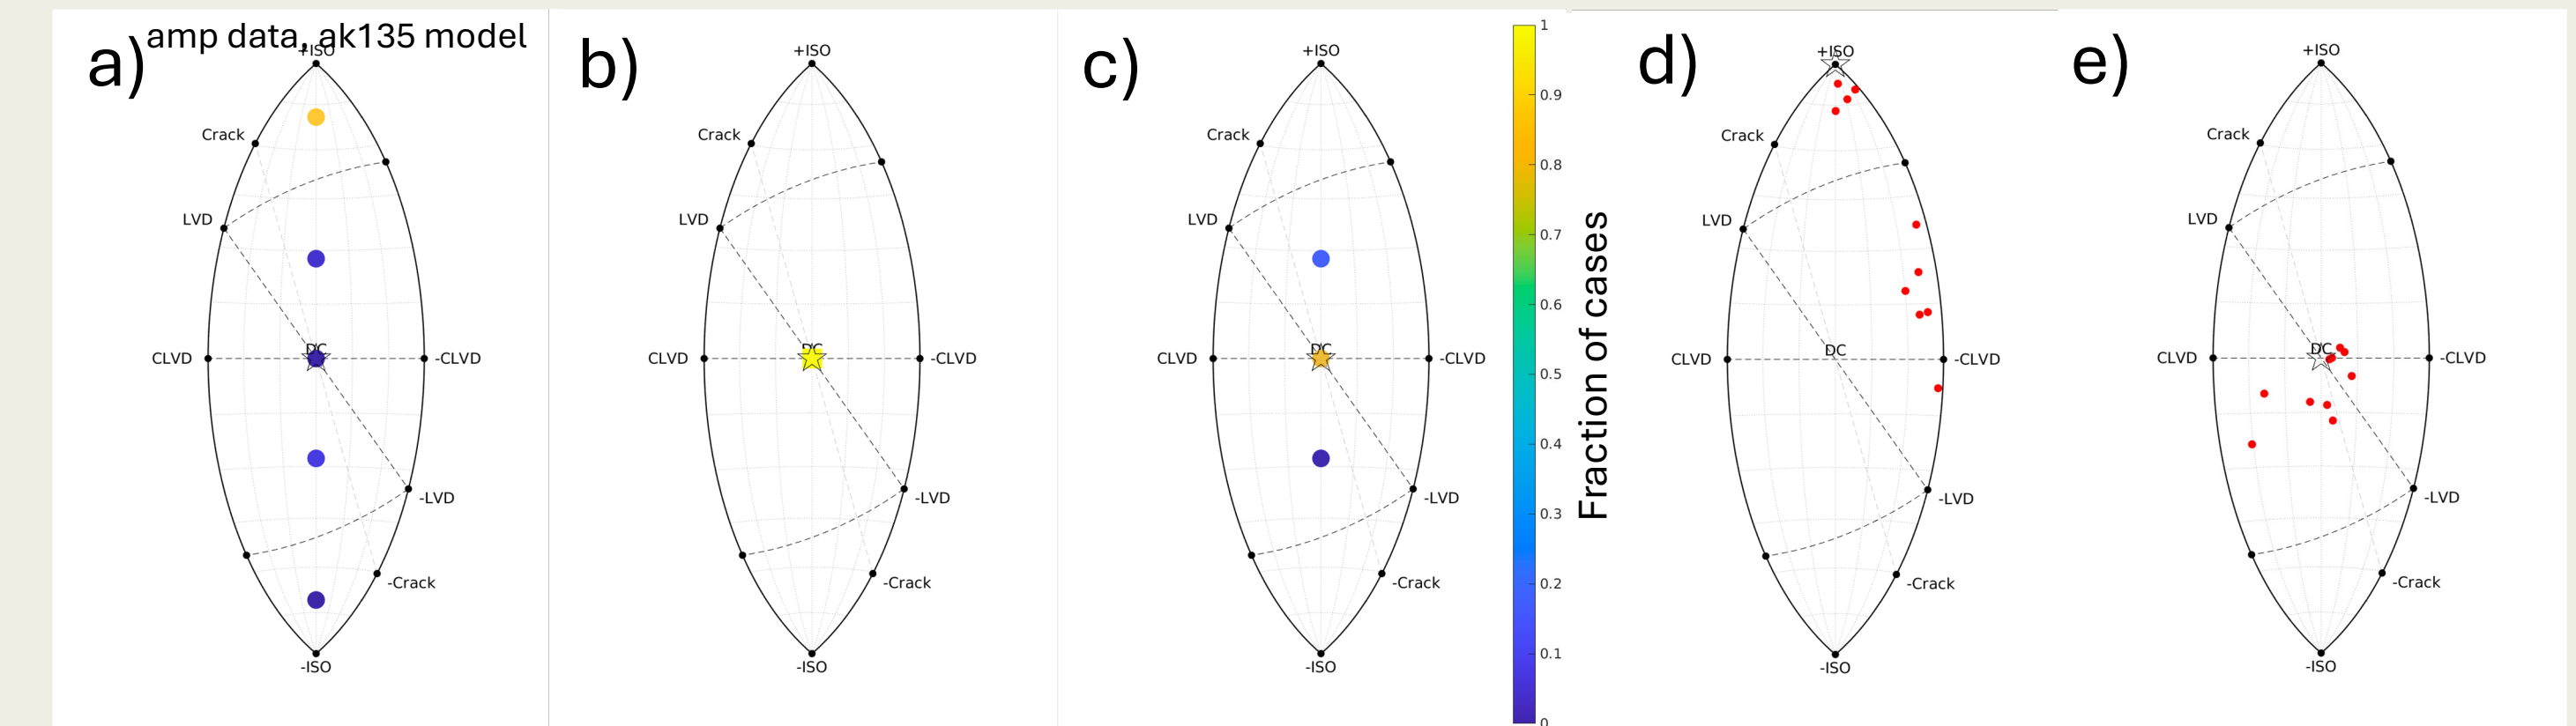 a)
amp data, ak135 model
+ISO
Crack
LVD
DC
CLVD
-CLVD
-LVD
-Crack
-ISO
b)
+ISO
Crack
LVD
DC
CLVD
-CLVD
-LVD
-Crack
-ISO
c)
+ISO
Crack
LVD
DC
CLVD
-CLVD
-LVD
-Crack
-ISO
1
0.9
0.8
0.7
0.6
0.5
0.4
0.3
0.2
0.1
0
Fraction of cases
d)
+ISO
Crack
LVD
DC
CLVD
-CLVD
-LVD
-Crack
-ISO
e)
+ISO
Crack
LVD
DC
CLVD
-CLVD
-LVD
-Crack
-ISO